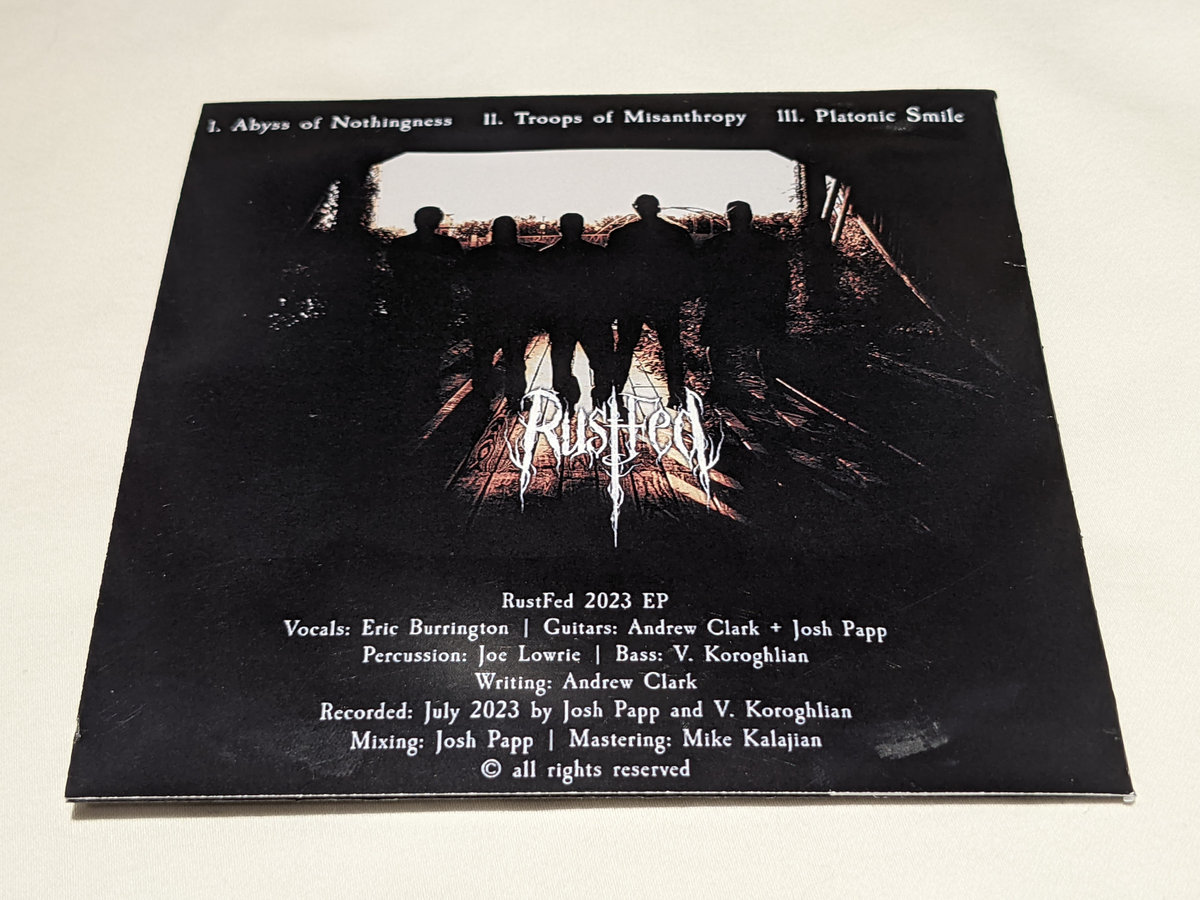 I. Abyss of Nothingness II. Troops of Misanthropy III. Platonic Smile
RustFed
RustFed 2023 EP
Vocals: Eric Burrington | Guitars: Andrew Clark + Josh Papp
Percussion: Joe Lowrie | Bass: V. Koroghlian
Writing: Andrew Clark
Recorded: July 2023 by Josh Papp and V. Koroghlian
Mixing: Josh Papp | Mastering: Mike Kalajian
© all rights reserved